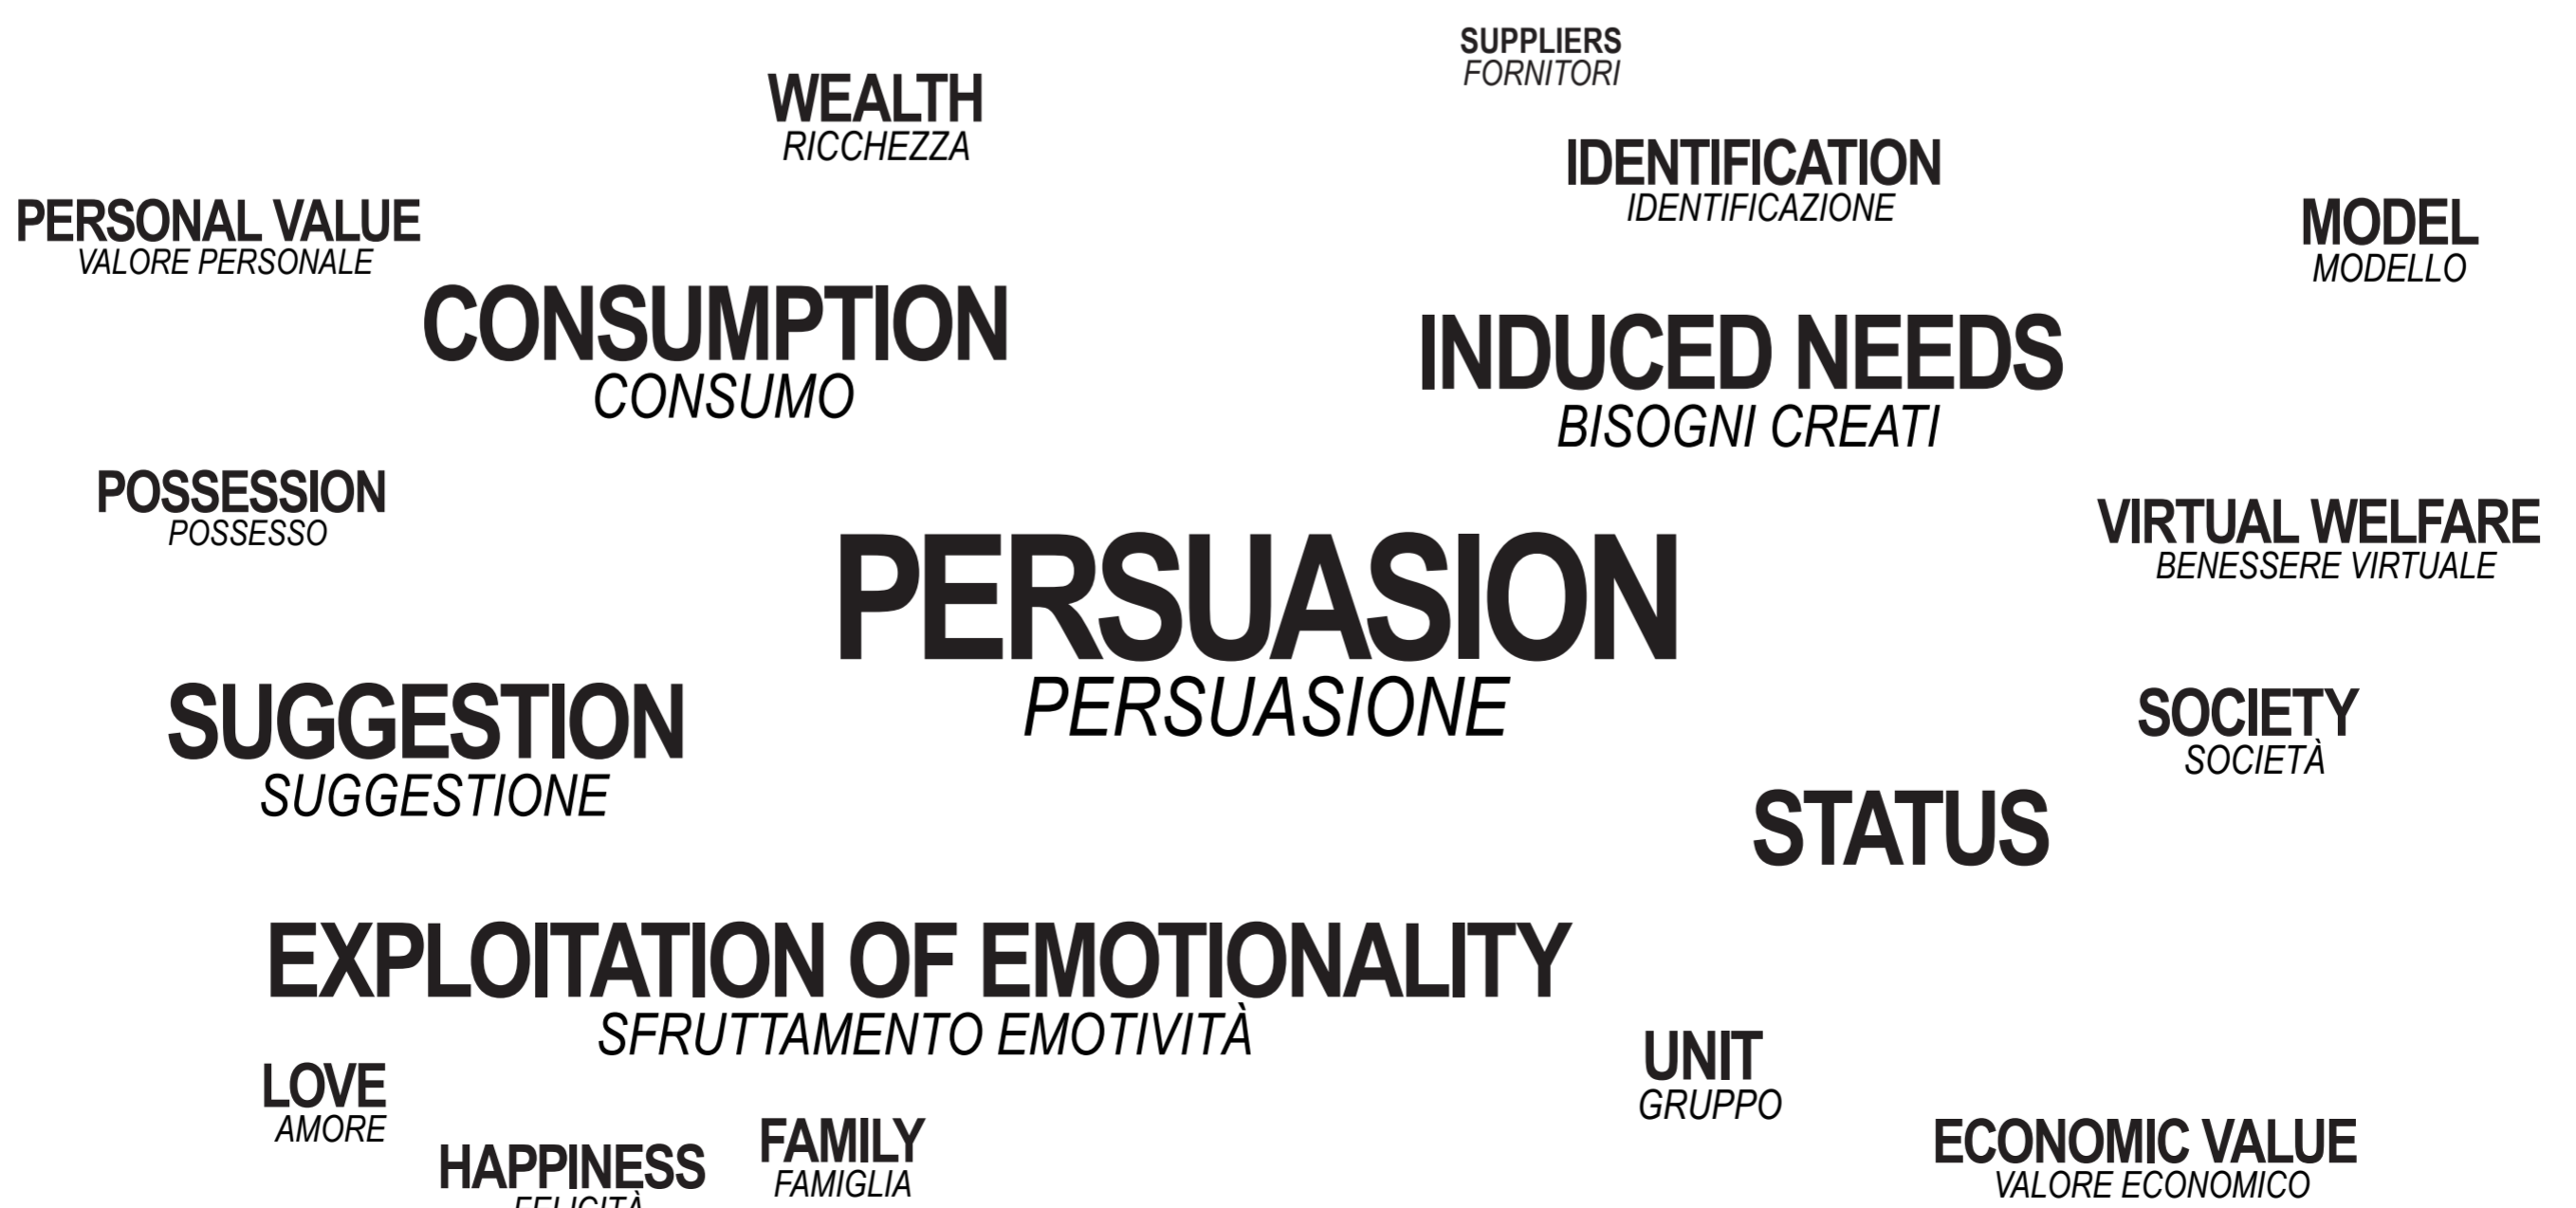 SUPPLIERS
FORNITORI
WEALTH
RICCHEZZA
IDENTIFICATION
IDENTIFICAZIONE
PERSONAL VALUE
VALORE PERSONALE
MODEL
MODELLO
CONSUMPTION
CONSUMO
INDUCED NEEDS
BISOGNI CREATI
POSSESSION
POSSESSO
VIRTUAL WELFARE
BENESSERE VIRTUALE
PERSUASION
PERSUASIONE
SUGGESTION
SUGGESTIONE
SOCIETY
SOCIETÀ
STATUS
EXPLOITATION OF EMOTIONALITY
SFRUTTAMENTO EMOTIVITÀ
UNIT
GRUPPO
LOVE
AMORE
FAMILY
FAMIGLIA
ECONOMIC VALUE
VALORE ECONOMICO
HAPPINESS
FELICITÀ